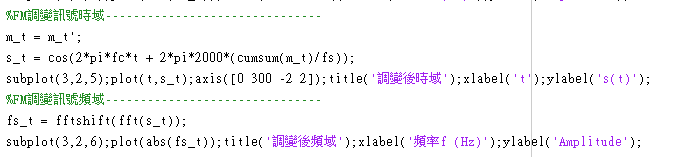 %FM調變訊號時域-------------------------------
m_t = m_t';
s_t = cos(2*pi*fc*t + 2*pi*2000*(cumsum(m_t)/fs));
subplot(3,2,5);plot(t,s_t);axis([0 300 -2 2]);title('調變後時域');xlabel('t');ylabel('s(t)');
%FM調變訊號頻域-------------------------------
fs_t = fftshift(fft(s_t));
subplot(3,2,6);plot(abs(fs_t));title('調變後頻域');xlabel('頻率f (Hz)');ylabel('Amplitude');